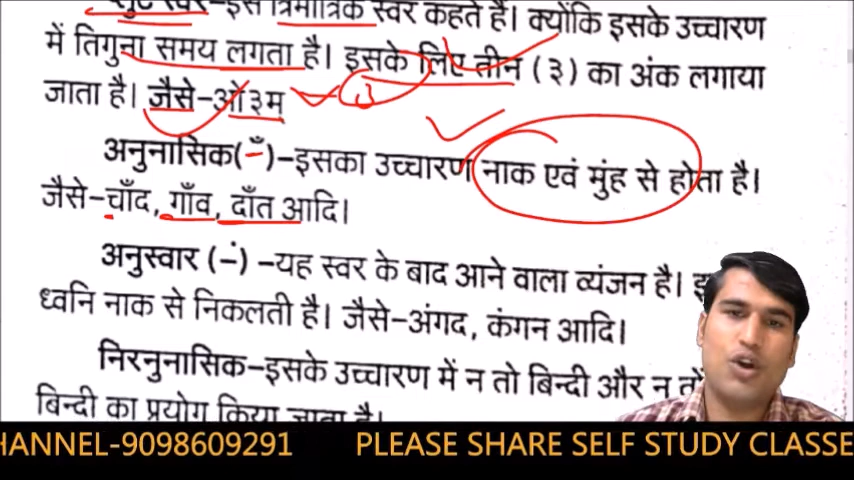 प्लुत स्वर–इसे त्रिमात्रिक स्वर कहते हैं। क्योंकि इसके उच्चारण
में तिगुना समय लगता है। इसके लिए तीन (३) का अंक लगाया
जाता है। जैसे–ओ३म
अनुनासिक(–ँ)–इसका उच्चारण नाक एवं मुंह से होता है।
जैसे–चाँद, गाँव, दाँत आदि।
अनुस्वार (–ं) –यह स्वर के बाद आने वाला व्यंजन है।
ध्वनि नाक से निकलती है। जैसे–अंगद, कंगन आदि।
निरनुनासिक–इसके उच्चारण में न तो बिन्दी और न
बिन्दी का प्रयोग किया जाता है।
HANNEL-9098609291 PLEASE SHARE SELF STUDY CLASSE